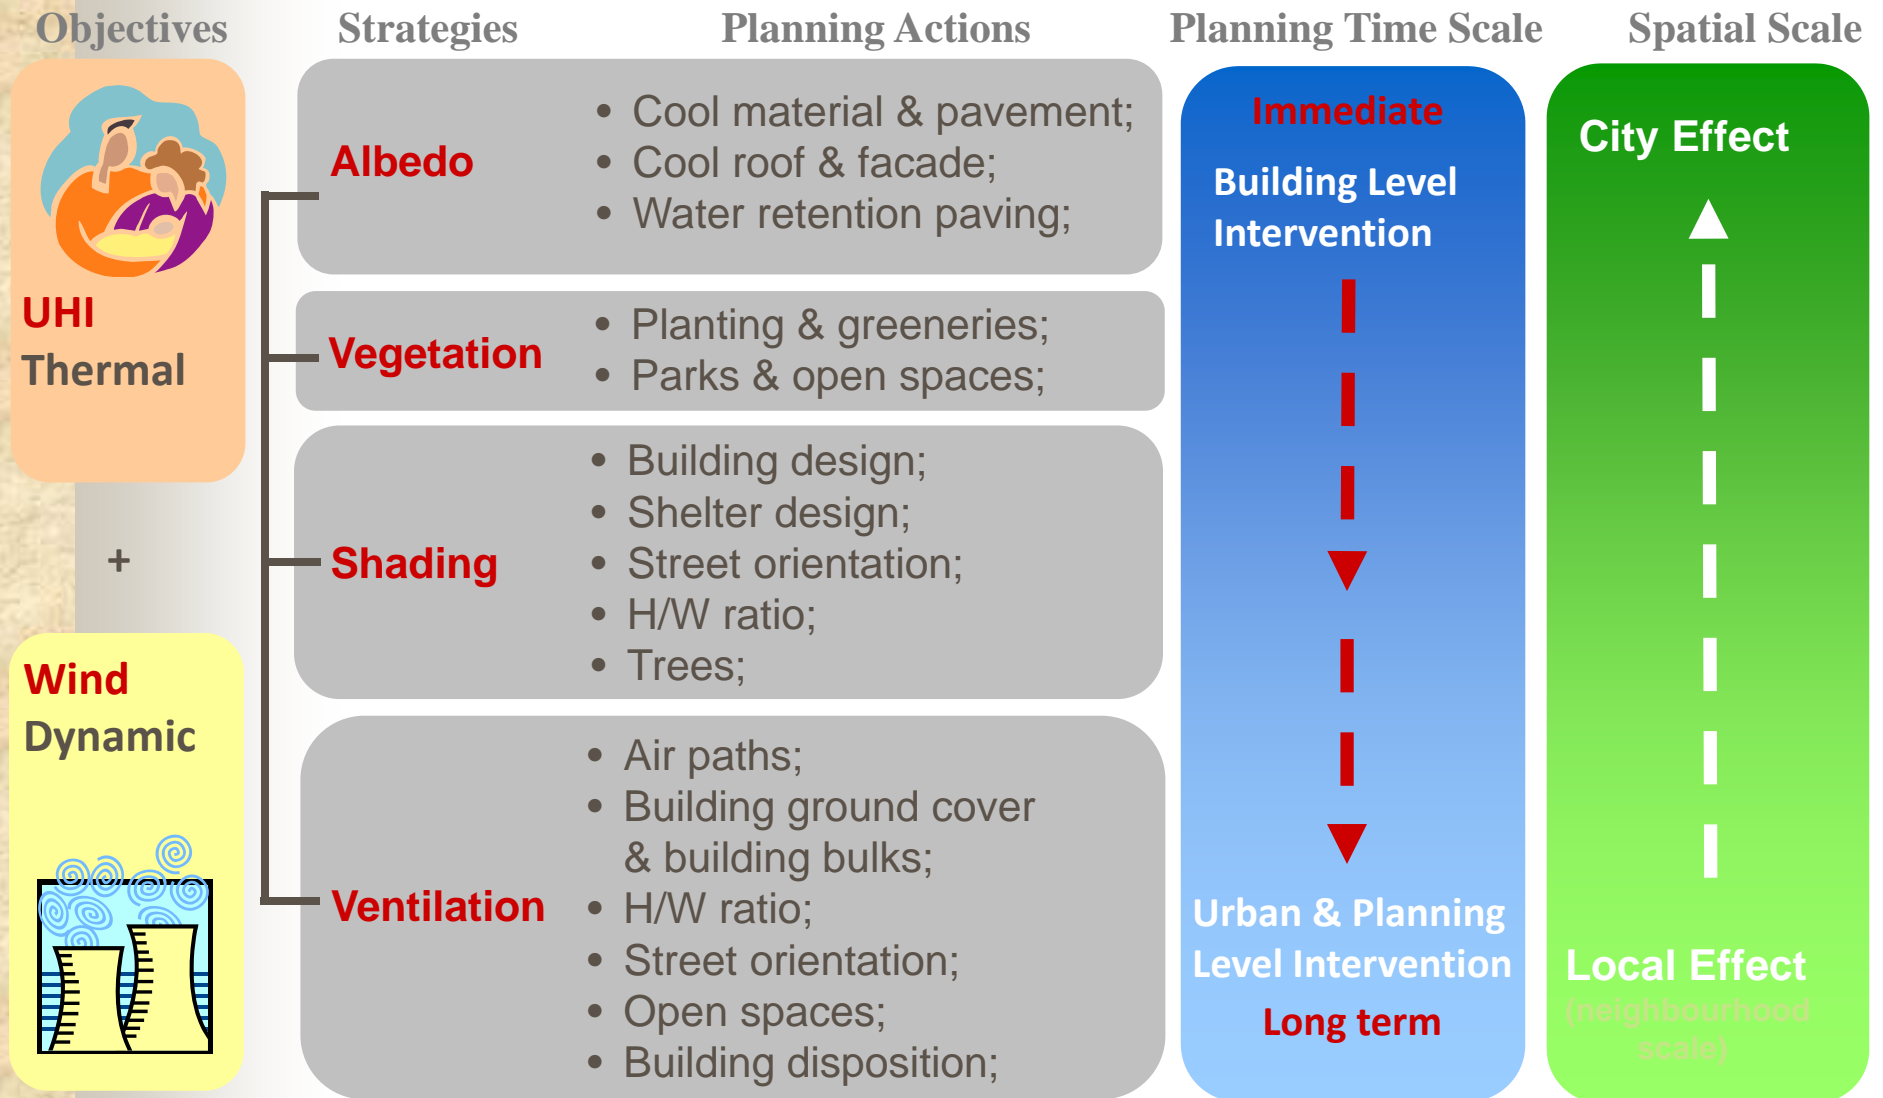 Objectives
Strategies
Planning Actions
Planning Time Scale
Spatial Scale
UHI
Thermal
+
Wind
Dynamic
Albedo
• Cool material & pavement;
• Cool roof & facade;
• Water retention paving;
Vegetation
• Planting & greeneries;
• Parks & open spaces;
Shading
• Building design;
• Shelter design;
• Street orientation;
• H/W ratio;
• Trees;
Ventilation
• Air paths;
• Building ground cover
& building bulks;
• H/W ratio;
• Street orientation;
• Open spaces;
• Building disposition;
Immediate
Building Level
Intervention
Urban & Planning
Level Intervention
Long term
City Effect
Local Effect
(neighbourhood
scale)